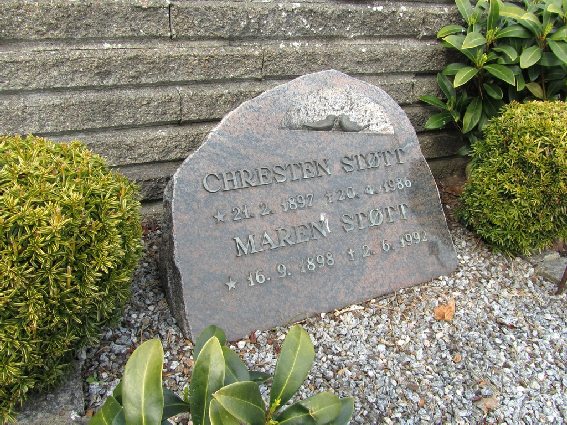 CHRESTEN STØTT
★ 21. 2. 1897 † 20. 4. 1986
MAREN STØTT
★ 16. 9. 1898 † 2. 6. 1992